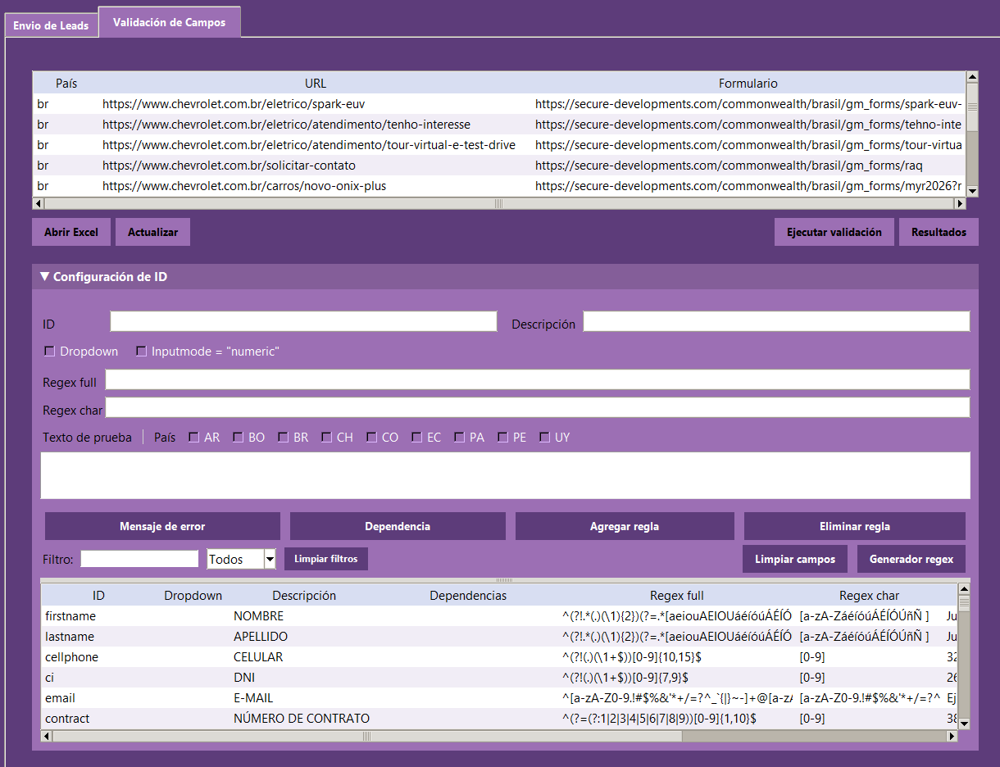 Envio de Leads Validación de Campos
País URL Formulario
br https://www.chevrolet.com.br/eletrico/spark-euv https://secure-developments.com/commonwealth/brasil/gm_forms/spark-euv-
br https://www.chevrolet.com.br/eletrico/atendimento/tenho-interesse https://secure-developments.com/commonwealth/brasil/gm_forms/tehno-inte
br https://www.chevrolet.com.br/eletrico/atendimento/tour-virtual-e-test-drive https://secure-developments.com/commonwealth/brasil/gm_forms/tour-virtua
br https://www.chevrolet.com.br/solicitar-contato https://secure-developments.com/commonwealth/brasil/gm_forms/raq
br https://www.chevrolet.com.br/carros/novo-onix-plus https://secure-developments.com/commonwealth/brasil/gm_forms/myr2026?r
Abrir Excel Actualizar Ejecutar validación Resultados
▼ Configuración de ID
ID Descripción
Dropdown Inputmode = "numeric"
Regex full
Regex char
Texto de prueba País AR BO BR CH CO EC PA PE UY
Mensaje de error Dependencia Agregar regla Eliminar regla
Filtro: Todos Limpiar filtros Limpiar campos Generador regex
ID Dropdown Descripción Dependencias Regex full Regex char
firstname NOMBRE ^(?!.*(.)(\1){2})(?=.*[aeiouAEIOUáéíóúÁÉÍÓ [a-zA-ZáéíóúÁÉÍÓÚñÑ ] Ju
lastname APELLIDO ^(?!.*(.)(\1){2})(?=.*[aeiouAEIOUáéíóúÁÉÍÓ [a-zA-ZáéíóúÁÉÍÓÚñÑ ] Ju
cellphone CELULAR ^(?!(.)(\1+$))[0-9]{10,15}$ [0-9] 32
ci DNI ^(?!(.)(\1+$))[0-9]{7,9}$ [0-9] 26
email E-MAIL ^[a-zA-Z0-9.!#$%&'*+/=?^_`{|}~-]+@[a-zA [a-zA-Z0-9.!#$%&'*+/=?^ Ej
contract NÚMERO DE CONTRATO ^(?=(?:1|2|3|4|5|6|7|8|9))[0-9]{1,10}$ [0-9] 38